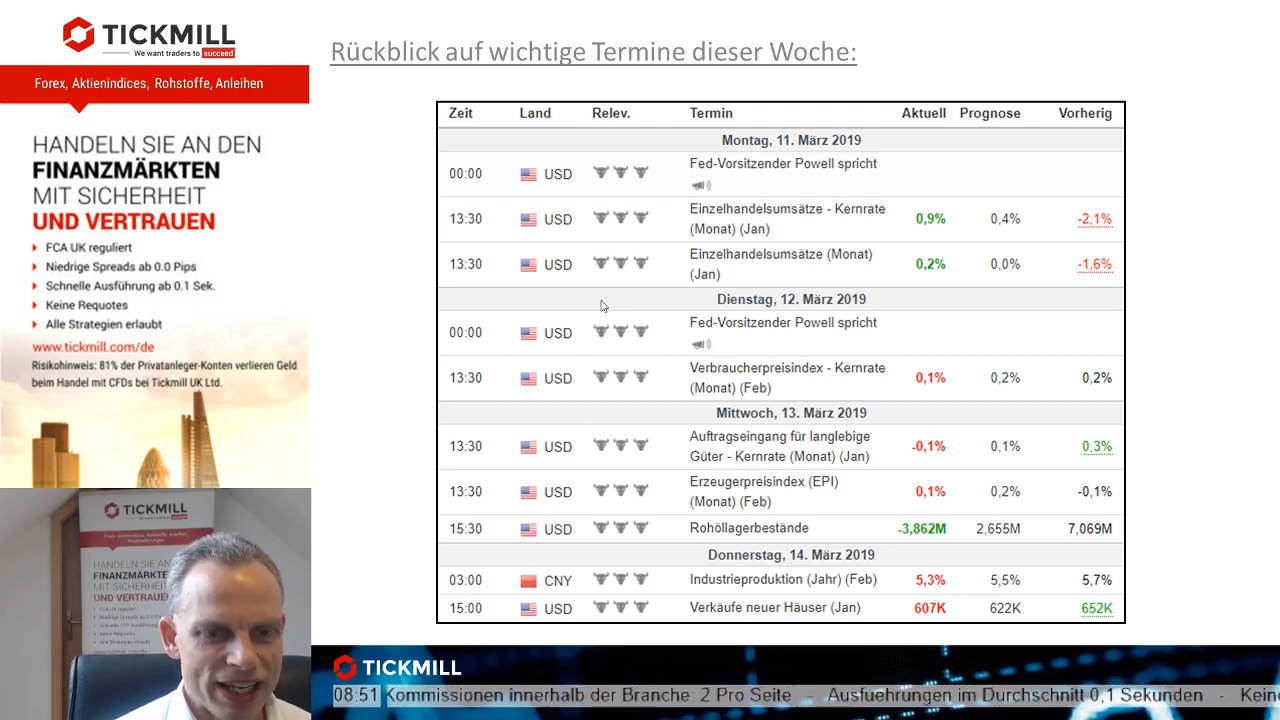 TICKMILL
We want traders to succeed
Forex, Aktienindices, Rohstoffe, Anleihen
HANDELN SIE AN DEN
FINANZMÄRKTEN
MIT SICHERHEIT
UND VERTRAUEN
FCA UK reguliert
Niedrige Spreads ab 0.0 Pips
Schnelle Ausführung ab 0.1 Sek.
Keine Requotes
Alle Strategien erlaubt
www.tickmill.com/de
Risikohinweis: 81% der Privatanleger-Konten verlieren Geld
beim Handel mit CFDs bei Tickmill UK Ltd.
Rückblick auf wichtige Termine dieser Woche:
Zeit Land Relev. Termin Aktuell Prognose Vorherig
Montag, 11. März 2019
00:00 USD Fed-Vorsitzender Powell spricht
13:30 USD Einzelhandelsumsätze - Kernrate 0,9% 0,4% -2,1%
(Monat) (Jan)
13:30 USD Einzelhandelsumsätze (Monat) 0,2% 0,0% -1,6%
(Jan)
Dienstag, 12. März 2019
00:00 USD Fed-Vorsitzender Powell spricht
13:30 USD Verbraucherpreisindex - Kernrate 0,1% 0,2% 0,2%
(Monat) (Feb)
Mittwoch, 13. März 2019
13:30 USD Auftragseingang für langlebige -0,1% 0,1% 0,3%
Güter - Kernrate (Monat) (Jan)
13:30 USD Erzeugerpreisindex (EPI) 0,1% 0,2% -0,1%
(Monat) (Feb)
15:30 USD Rohöllagerbestände -3,862M 2,655M 7,069M
Donnerstag, 14. März 2019
03:00 CNY Industrieproduktion (Jahr) (Feb) 5,3% 5,5% 5,7%
15:00 USD Verkäufe neuer Häuser (Jan) 607K 622K 652K
TICKMILL
HANDELN SIE AN
FINANZMÄRKTE
MIT SICHERHEI
UND VERTRAU
FCA UK reguliert
TICKMILL
08:51 Kommissionen innerhalb der Branche: 2 Pro Seite - Ausfuehrungen im Durchschnitt 0,1 Sekunden - Kein